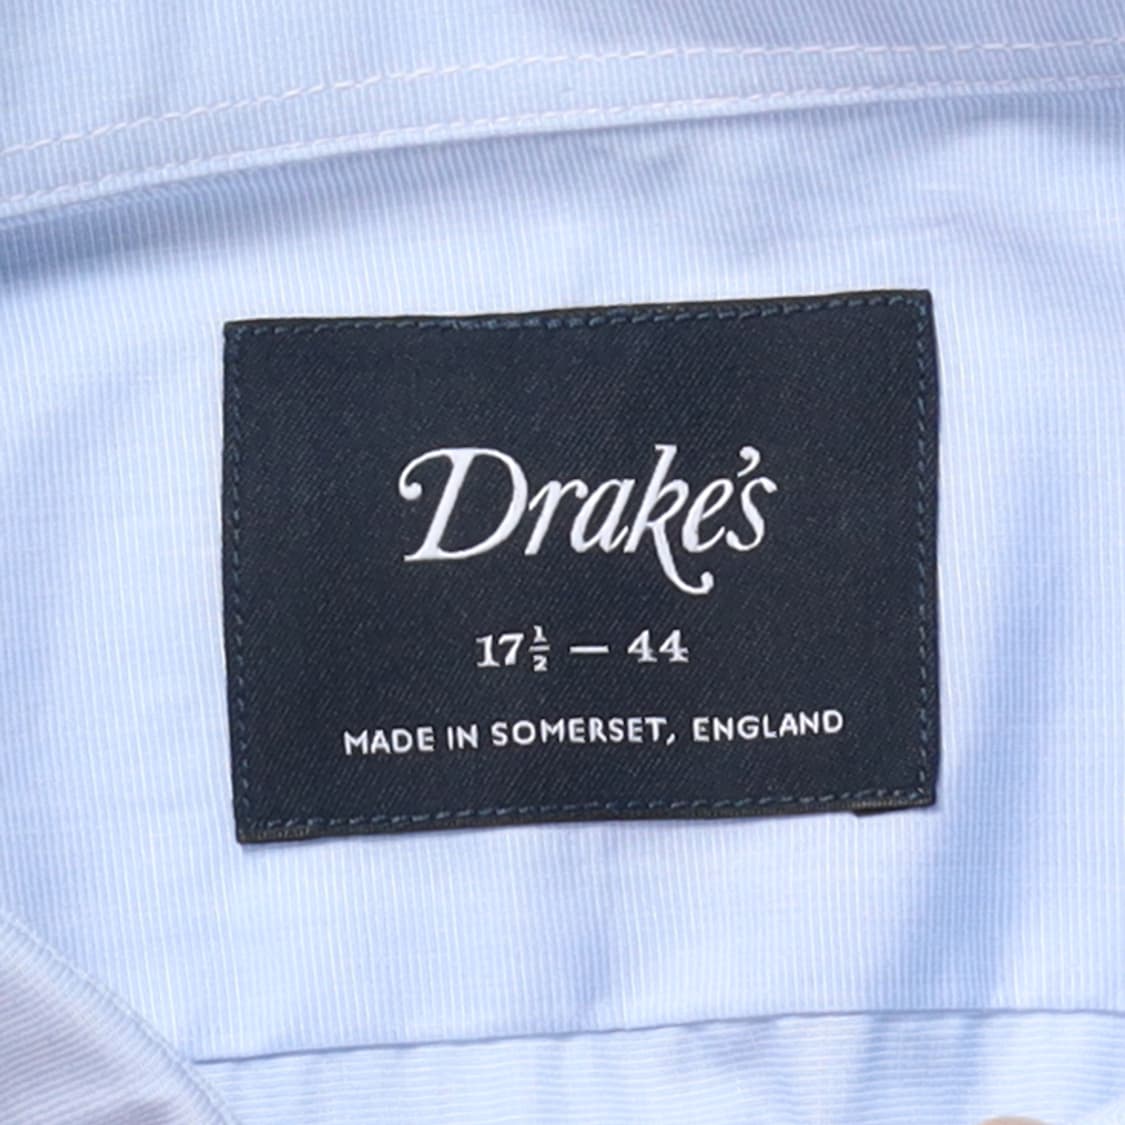 Drake's
17½ — 44
MADE IN SOMERSET, ENGLAND